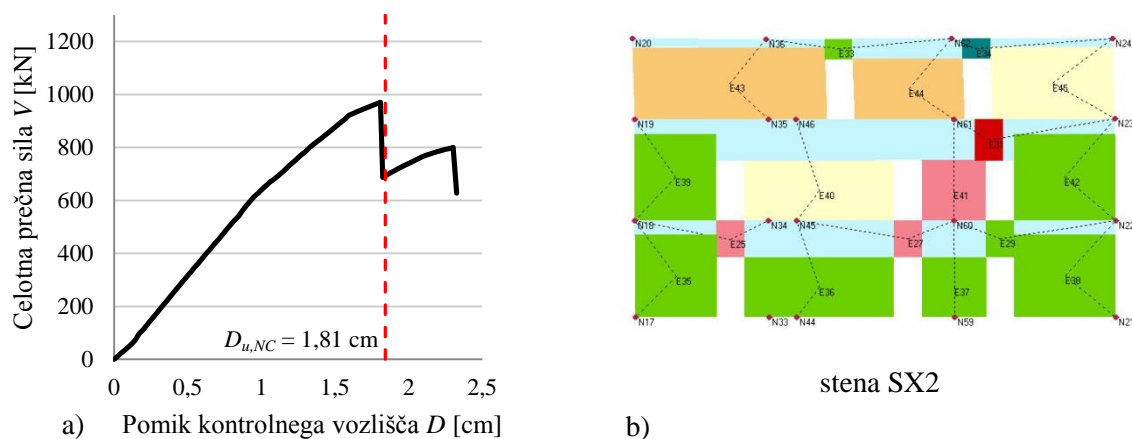 Celotna prečna sila V [kN]
1200
1000
800
600
400
200
0
D_{u,NC} = 1,81 cm
0 0,5 1 1,5 2 2,5
a) Pomik kontrolnega vozlišča D [cm]
N20 N36 E33 N62 E34 N24
E43 E44 E45
N19 N35 N46 N61 N23
E39 E40 E41 E42
N18 N34 N45 N60 N22
E25 E27 E29
E35 E36 E37 E38
N17 N33 N44 N59 N21
stena SX2
b)